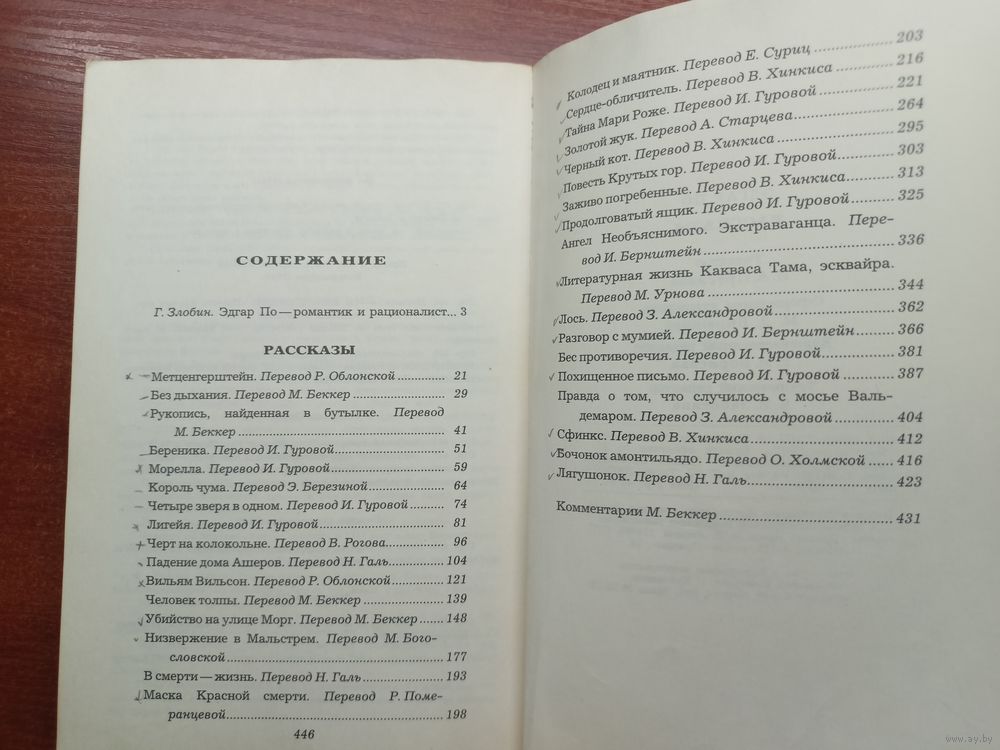 СОДЕРЖАНИЕ
Г. Злобин. Эдгар По — романтик и рационалист... 3
РАССКАЗЫ
Метценгерштейн. Перевод Р. Облонской .............. 21
Без дыхания. Перевод М. Беккер ........................ 29
Рукопись, найденная в бутылке. Перевод
М. Беккер .......................................... 41
Береника. Перевод И. Гуровой ........................ 51
Морелла. Перевод И. Гуровой ........................ 59
Король чума. Перевод Э. Березиной .................. 64
Четыре зверя в одном. Перевод И. Гуровой ........ 74
Лигейя. Перевод И. Гуровой ........................ 81
Черт на колокольне. Перевод В. Рогова.............. 96
Падение дома Ашеров. Перевод Н. Галь.............. 104
Вильям Вильсон. Перевод Р. Облонской ............ 121
Человек толпы. Перевод М. Беккер .................. 139
Убийство на улице Морг. Перевод М. Беккер ...... 148
Низвержение в Мальстрем. Перевод М. Бого-
словской .......................................... 177
В смерти — жизнь. Перевод Н. Галь .................. 193
Маска Красной смерти. Перевод Р. Поме-
ранцевой .......................................... 198
446
Колодец и маятник. Перевод Е. Суриц .............. 203
Сердце-обличитель. Перевод В. Хинкиса ............ 216
Тайна Мари Роже. Перевод И. Гуровой .............. 221
Золотой жук. Перевод А. Старцева .................. 264
Черный кот. Перевод В. Хинкиса .................... 295
Повесть Крутых гор. Перевод И. Гуровой............ 303
Заживо погребенные. Перевод В. Хинкиса............ 313
Продолговатый ящик. Перевод И. Гуровой .......... 325
Ангел Необъяснимого. Экстраваганца. Пере-
вод И. Бернштейн .................................. 336
Литературная жизнь Какваса Тама, эсквайра.
Перевод М. Урнова ................................ 344
Лось. Перевод З. Александровой .................... 362
Разговор с мумией. Перевод И. Бернштейн .......... 366
Бес противоречия. Перевод И. Гуровой .............. 381
Похищенное письмо. Перевод И. Гуровой ............ 387
Правда о том, что случилось с мосье Валь-
демаром. Перевод З. Александровой .............. 404
Сфинкс. Перевод В. Хинкиса ........................ 412
Бочонок амонтильядо. Перевод О. Холмской ...... 416
Лягушонок. Перевод Н. Галь........................ 423
Комментарии М. Беккер .............................. 431
www.ay.by